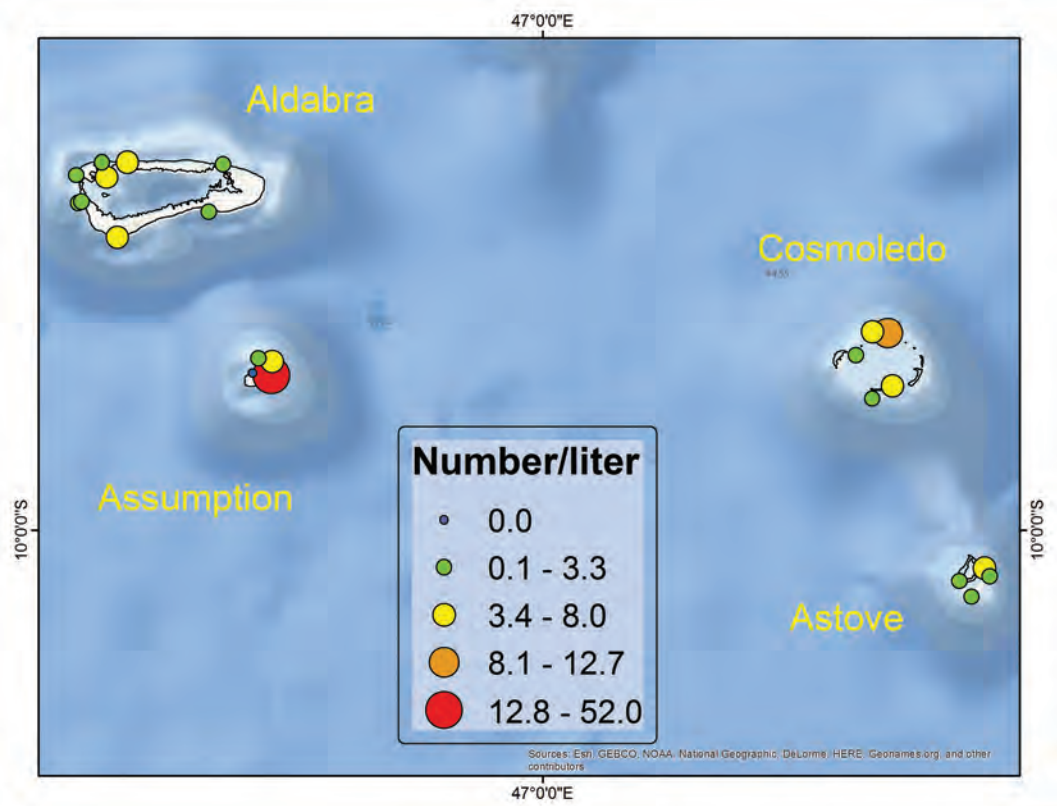 47°0'0"E
Aldabra
Cosmoledo
Assumption
10°0'0"S
10°0'0"S
Astove
Number/liter
0.0
0.1 - 3.3
3.4 - 8.0
8.1 - 12.7
12.8 - 52.0
Sources: Esri, GEBCO, NOAA, National Geographic, DeLorme, HERE, Geonames.org, and other
contributors
47°0'0"E